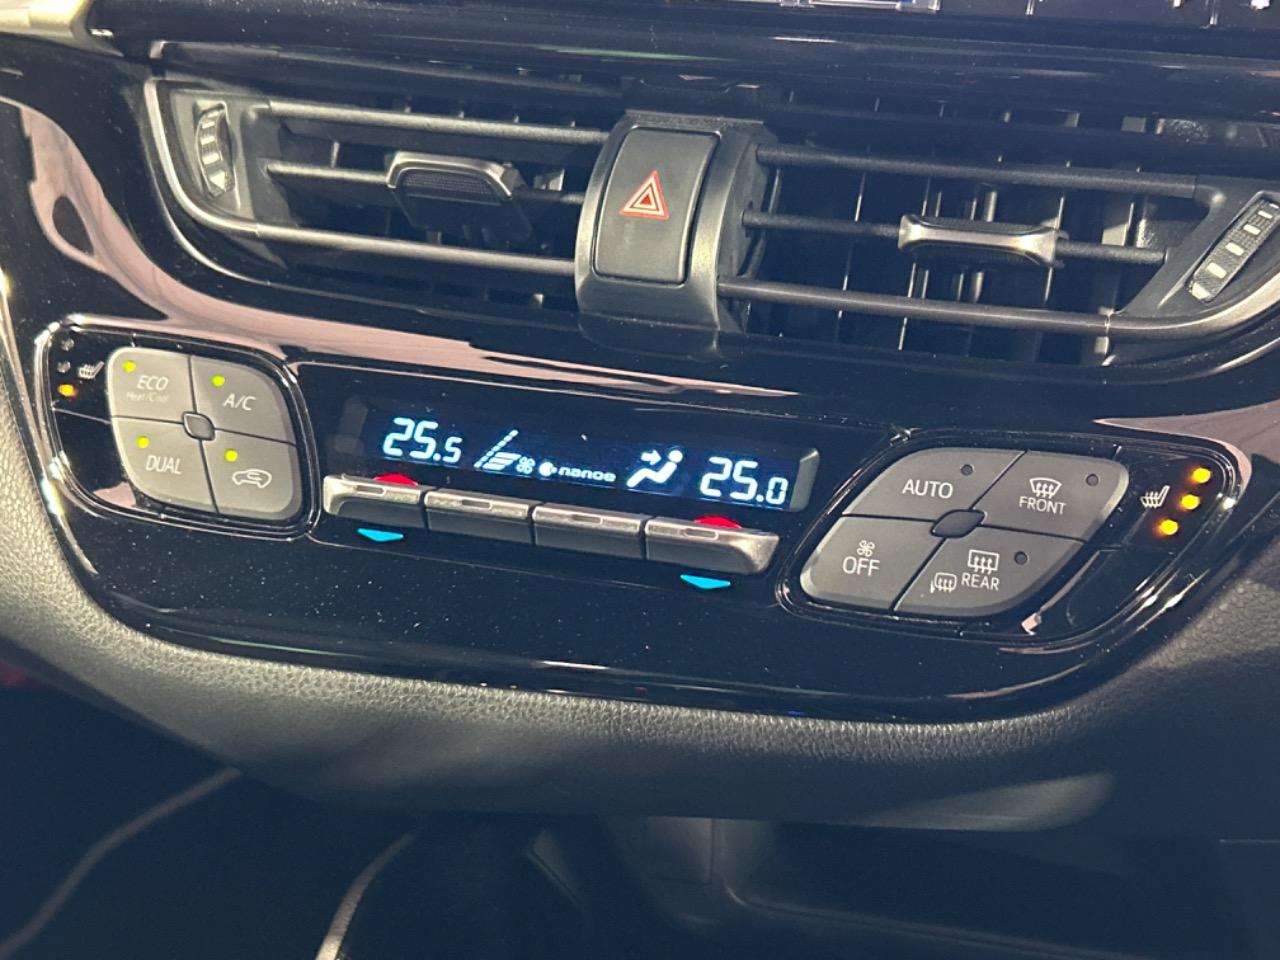 ECO
Heat/Cool
A/C
DUAL
25.5
nanoe
25.0
AUTO
FRONT
OFF
REAR